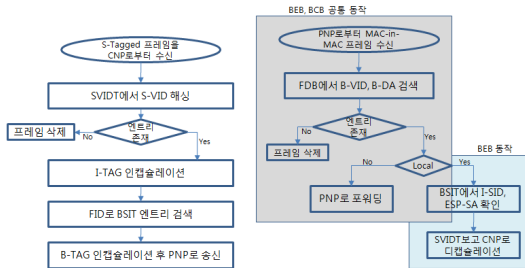 S-Tagged 프레임을
CNP로부터 수신
SVIDT에서 S-VID 해싱
엔트리
존재
No
Yes
프레임 삭제
I-TAG 인캡슐레이션
FID로 BSIT 엔트리 검색
B-TAG 인캡슐레이션 후 PNP로 송신
BEB, BCB 공통 동작
PNP로부터 MAC-in-
MAC 프레임 수신
FDB에서 B-VID, B-DA 검색
엔트리
존재
No
Yes
프레임 삭제
Local
No
Yes
PNP로 포워딩
BEB 동작
BSIT에서 I-SID,
ESP-SA 확인
SVIDT보고 CNP로
디캡슐레이션